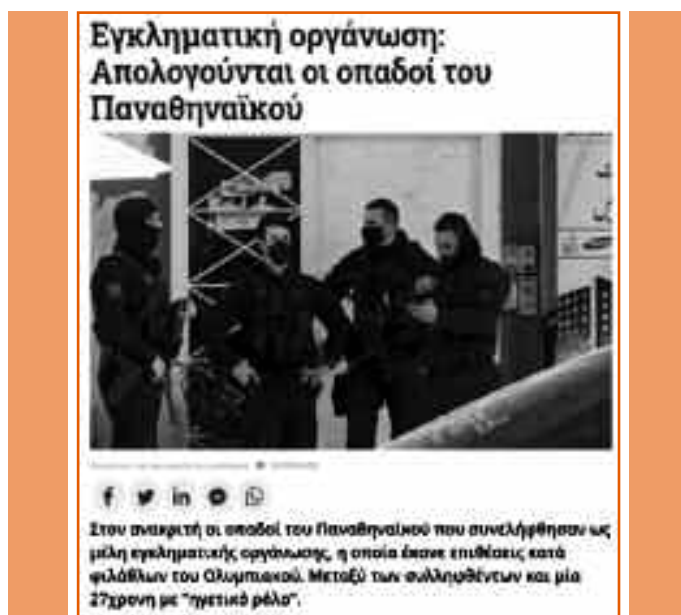 Εγκληματική οργάνωση:
Απολογούνται οι οπαδοί του
Παναθηναϊκού
Στον ανακριτή οι οπαδοί του Παναθηναϊκού που συνελήφθησαν ως
μέλη εγκληματικής οργάνωσης, η οποία έκανε επιθέσεις κατά
φιλάθλων του Ολυμπιακού. Μεταξύ των συλληφθέντων και μία
27χρονη με "ηγετικό ρόλο".